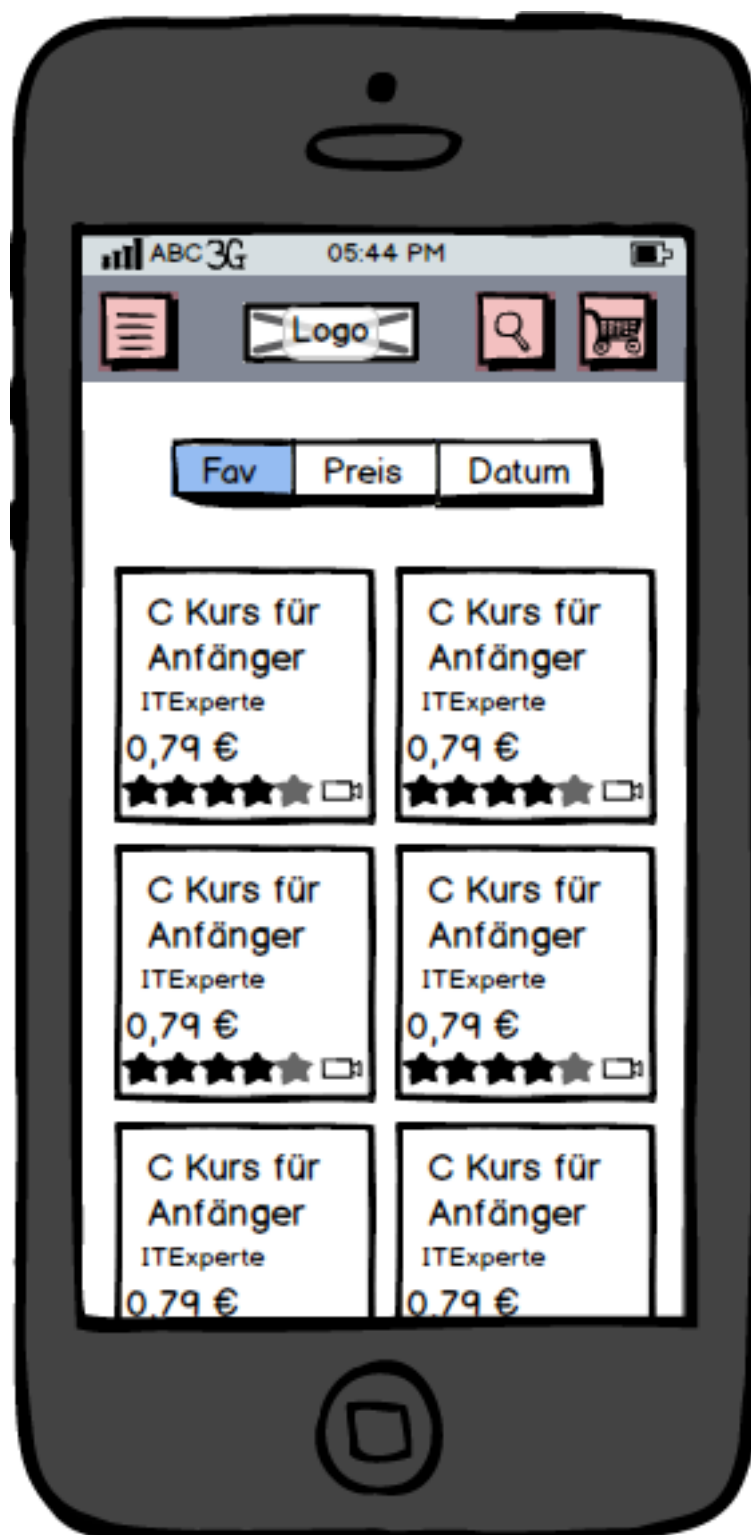 ABC 3G 05:44 PM
Logo
Fav Preis Datum
C Kurs für
Anfänger
ITExperte
0,79 €
C Kurs für
Anfänger
ITExperte
0,79 €
C Kurs für
Anfänger
ITExperte
0,79 €
C Kurs für
Anfänger
ITExperte
0,79 €
C Kurs für
Anfänger
ITExperte
0,79 €
C Kurs für
Anfänger
ITExperte
0,79 €